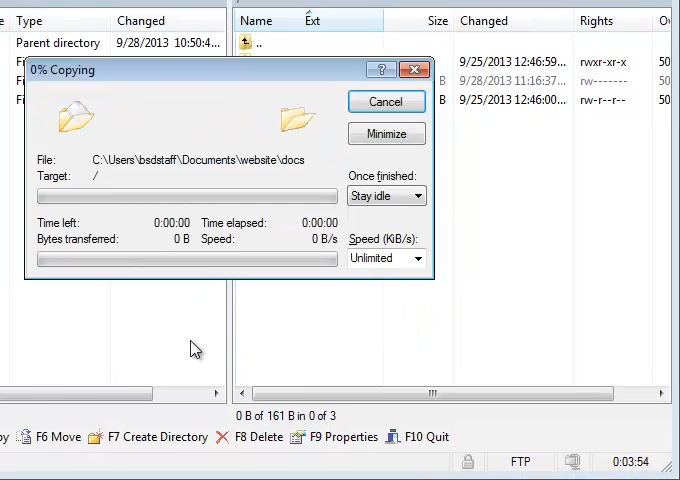 Type Changed Name Ext Size Changed Rights
Parent directory 9/28/2013 10:50:4... ..
0% Copying ? 9/25/2013 12:46:59... rwxr-xr-x 50
B 9/28/2013 11:16:37... rw------- 50
B 9/25/2013 12:46:00... rw-r--r-- 50
Cancel
Minimize
File: C:\Users\bsdstaff\Documents\website\docs
Target: /
Once finished:
Stay idle
Time left: 0:00:00 Time elapsed: 0:00:00
Bytes transferred: 0 B Speed: 0 B/s
Speed (KiB/s):
Unlimited
0 B of 161 B in 0 of 3
py F6 Move F7 Create Directory F8 Delete F9 Properties F10 Quit
FTP 0:03:54